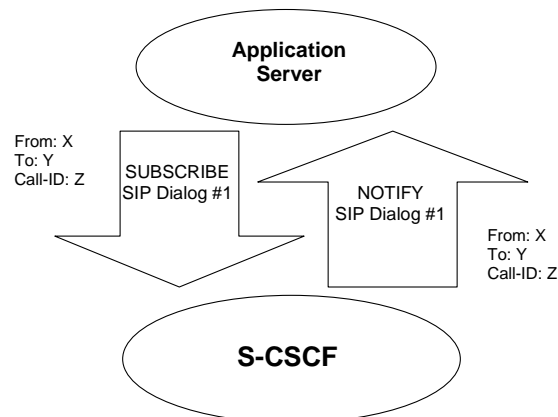 Application
Server
From: X
To: Y
Call-ID: Z
SUBSCRIBE
SIP Dialog #1
NOTIFY
SIP Dialog #1
From: X
To: Y
Call-ID: Z
S-CSCF